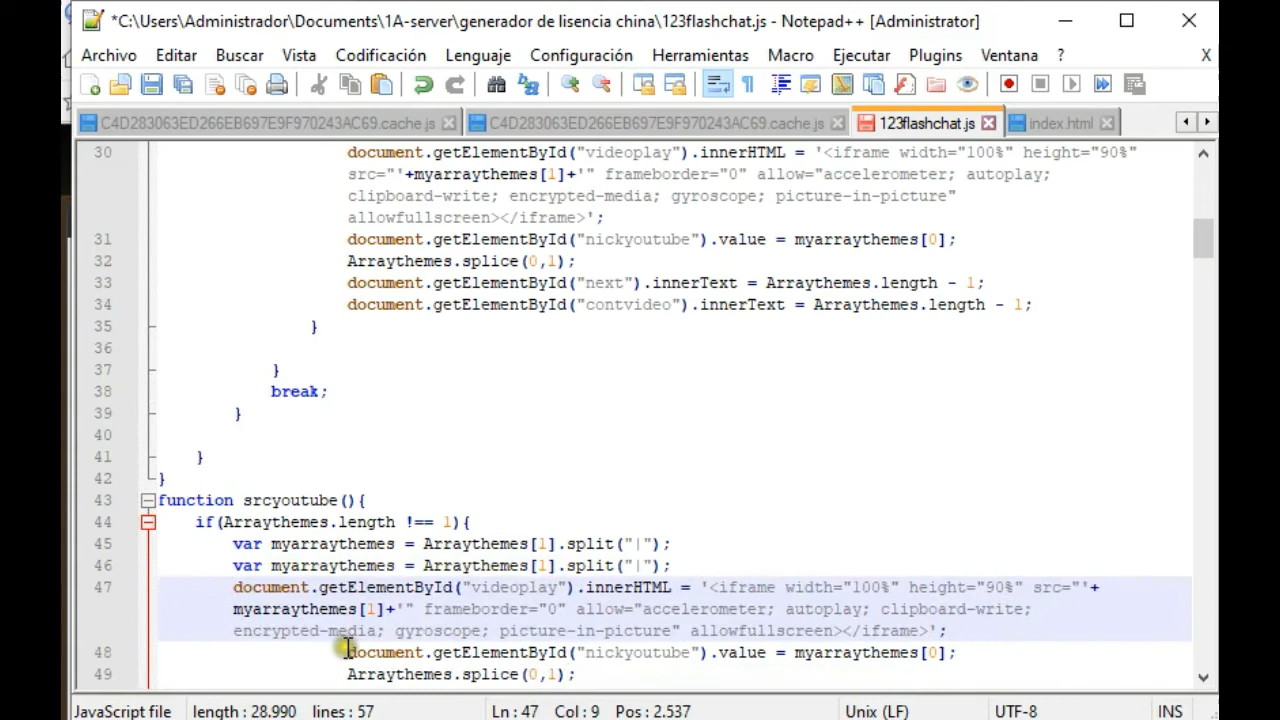 *C:\Users\Administrador\Documents\1A-server\generador de lisencia china\123flashchat.js - Notepad++ [Administrator]
Archivo Editar Buscar Vista Codificación Lenguaje Configuración Herramientas Macro Ejecutar Plugins Ventana ? X
C4D283063ED266EB697E9F970243AC69.cache.js C4D283063ED266EB697E9F970243AC69.cache.js 123flashchat.js index.html
30 document.getElementById("videoplay").innerHTML = '<iframe width="100%" height="90%"
src="'+myarraythemes[1]+'" frameborder="0" allow="accelerometer; autoplay;
clipboard-write; encrypted-media; gyroscope; picture-in-picture"
allowfullscreen></iframe>';
31 document.getElementById("nickyoutube").value = myarraythemes[0];
32 Arraythemes.splice(0,1);
33 document.getElementById("next").innerText = Arraythemes.length - 1;
34 document.getElementById("contvideo").innerText = Arraythemes.length - 1;
35 }
36
37 }
38 break;
39 }
40
41 }
42 }
43 function srcyoutube(){
44 if(Arraythemes.length !== 1){
45 var myarraythemes = Arraythemes[1].split("|");
46 var myarraythemes = Arraythemes[1].split("|");
47 document.getElementById("videoplay").innerHTML = '<iframe width="100%" height="90%" src="'+
myarraythemes[1]+'" frameborder="0" allow="accelerometer; autoplay; clipboard-write;
encrypted-media; gyroscope; picture-in-picture" allowfullscreen></iframe>';
48 document.getElementById("nickyoutube").value = myarraythemes[0];
49 Arraythemes.splice(0,1);
JavaScript file length : 28.990 lines : 57 Ln : 47 Col : 9 Pos : 2.537 Unix (LF) UTF-8 INS